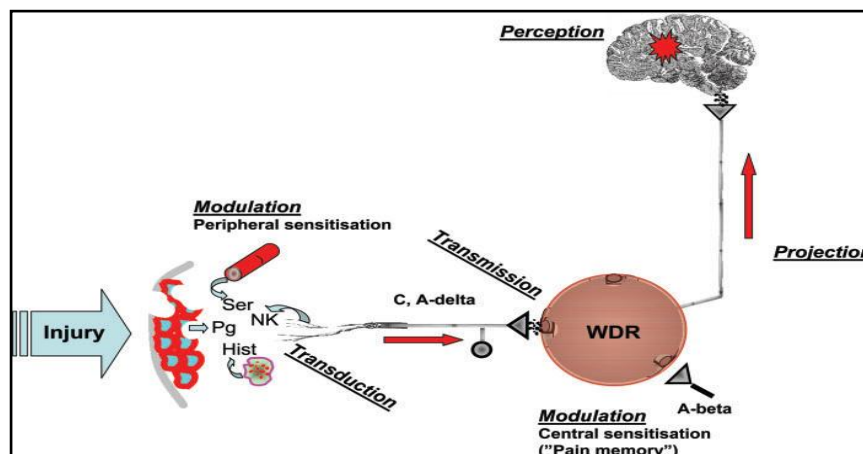 Perception
Modulation
Peripheral sensitisation
Transmission
Projection
Ser
C, A-delta
NK
Injury
Pg
WDR
Hist
Transduction
A-beta
Modulation
Central sensitisation
("Pain memory")